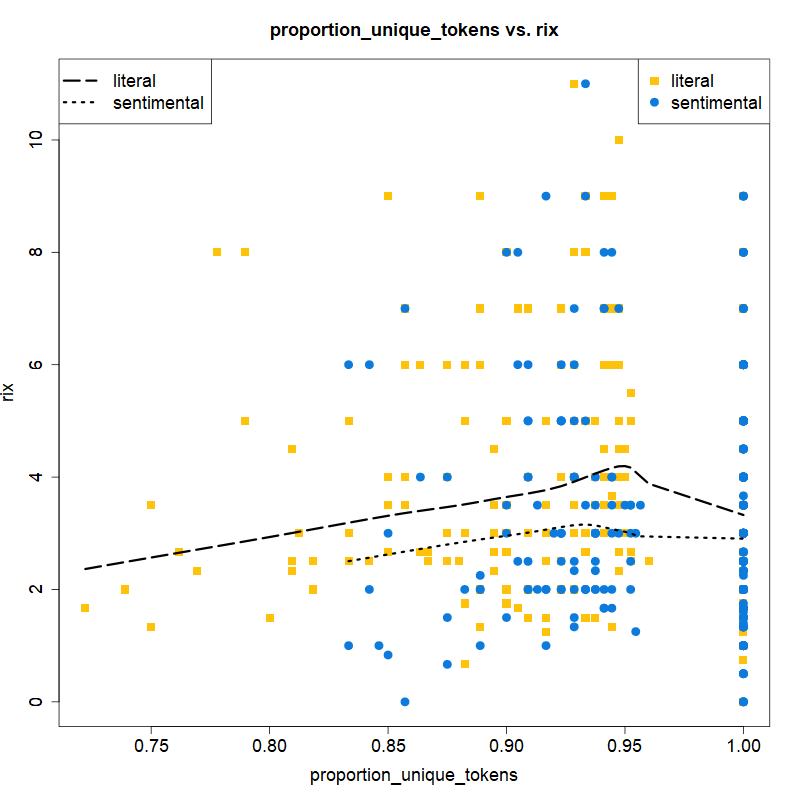 proportion_unique_tokens vs. rix
literal
sentimental
literal
sentimental
rix
10
8
6
4
2
0
0.75 0.80 0.85 0.90 0.95 1.00
proportion_unique_tokens